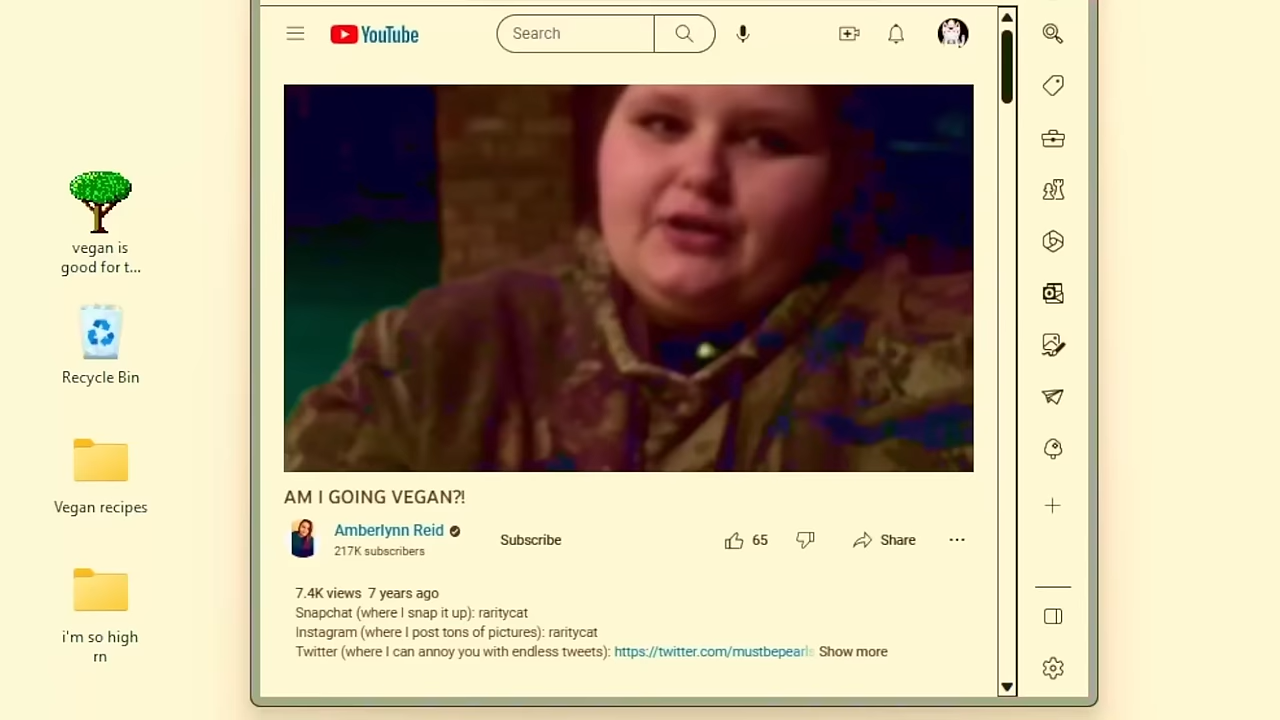 YouTube
Search
vegan is
good for t...
Recycle Bin
Vegan recipes
i'm so high
rn
AM I GOING VEGAN?!
Amberlynn Reid
217K subscribers
Subscribe
65
Share
7.4K views 7 years ago
Snapchat (where I snap it up): raritycat
Instagram (where I post tons of pictures): raritycat
Twitter (where I can annoy you with endless tweets): https://twitter.com/mustbepearls Show more